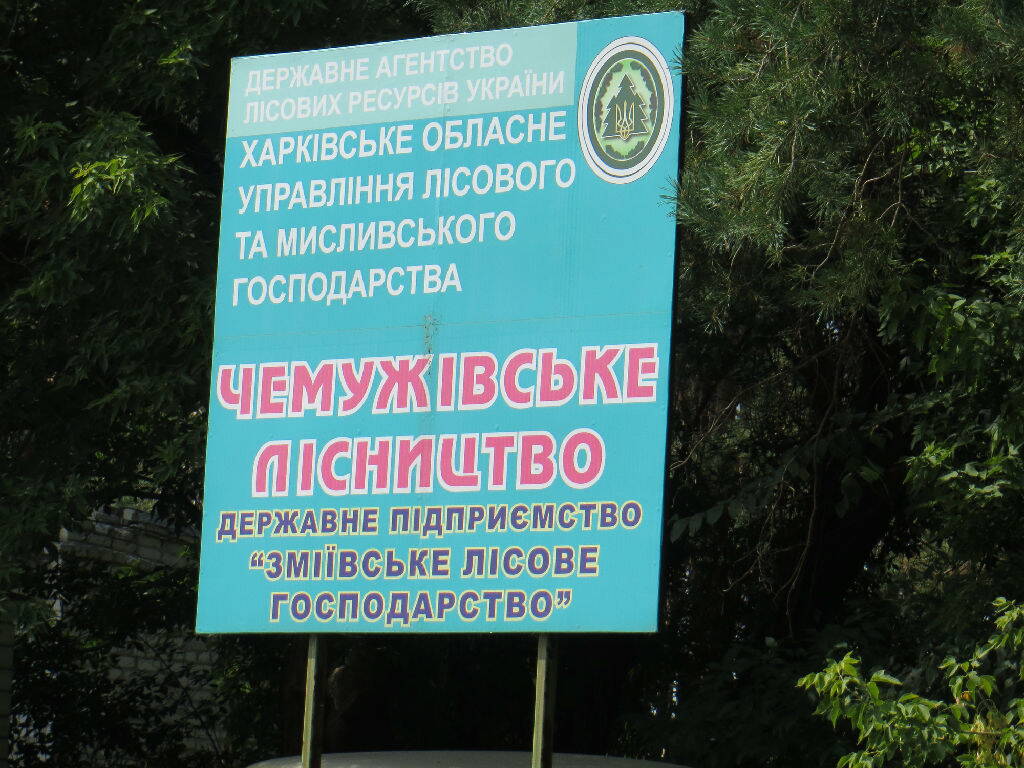 ДЕРЖАВНЕ АГЕНТСТВО
ЛІСОВИХ РЕСУРСІВ УКРАЇНИ
ХАРКІВСЬКЕ ОБЛАСНЕ
УПРАВЛІННЯ ЛІСОВОГО
ТА МИСЛИВСЬКОГО
ГОСПОДАРСТВА
ЧЕМУЖІВСЬКЕ
ЛІСНИЦТВО
ДЕРЖАВНЕ ПІДПРИЄМСТВО
“ЗМІЇВСЬКЕ ЛІСОВЕ
ГОСПОДАРСТВО”